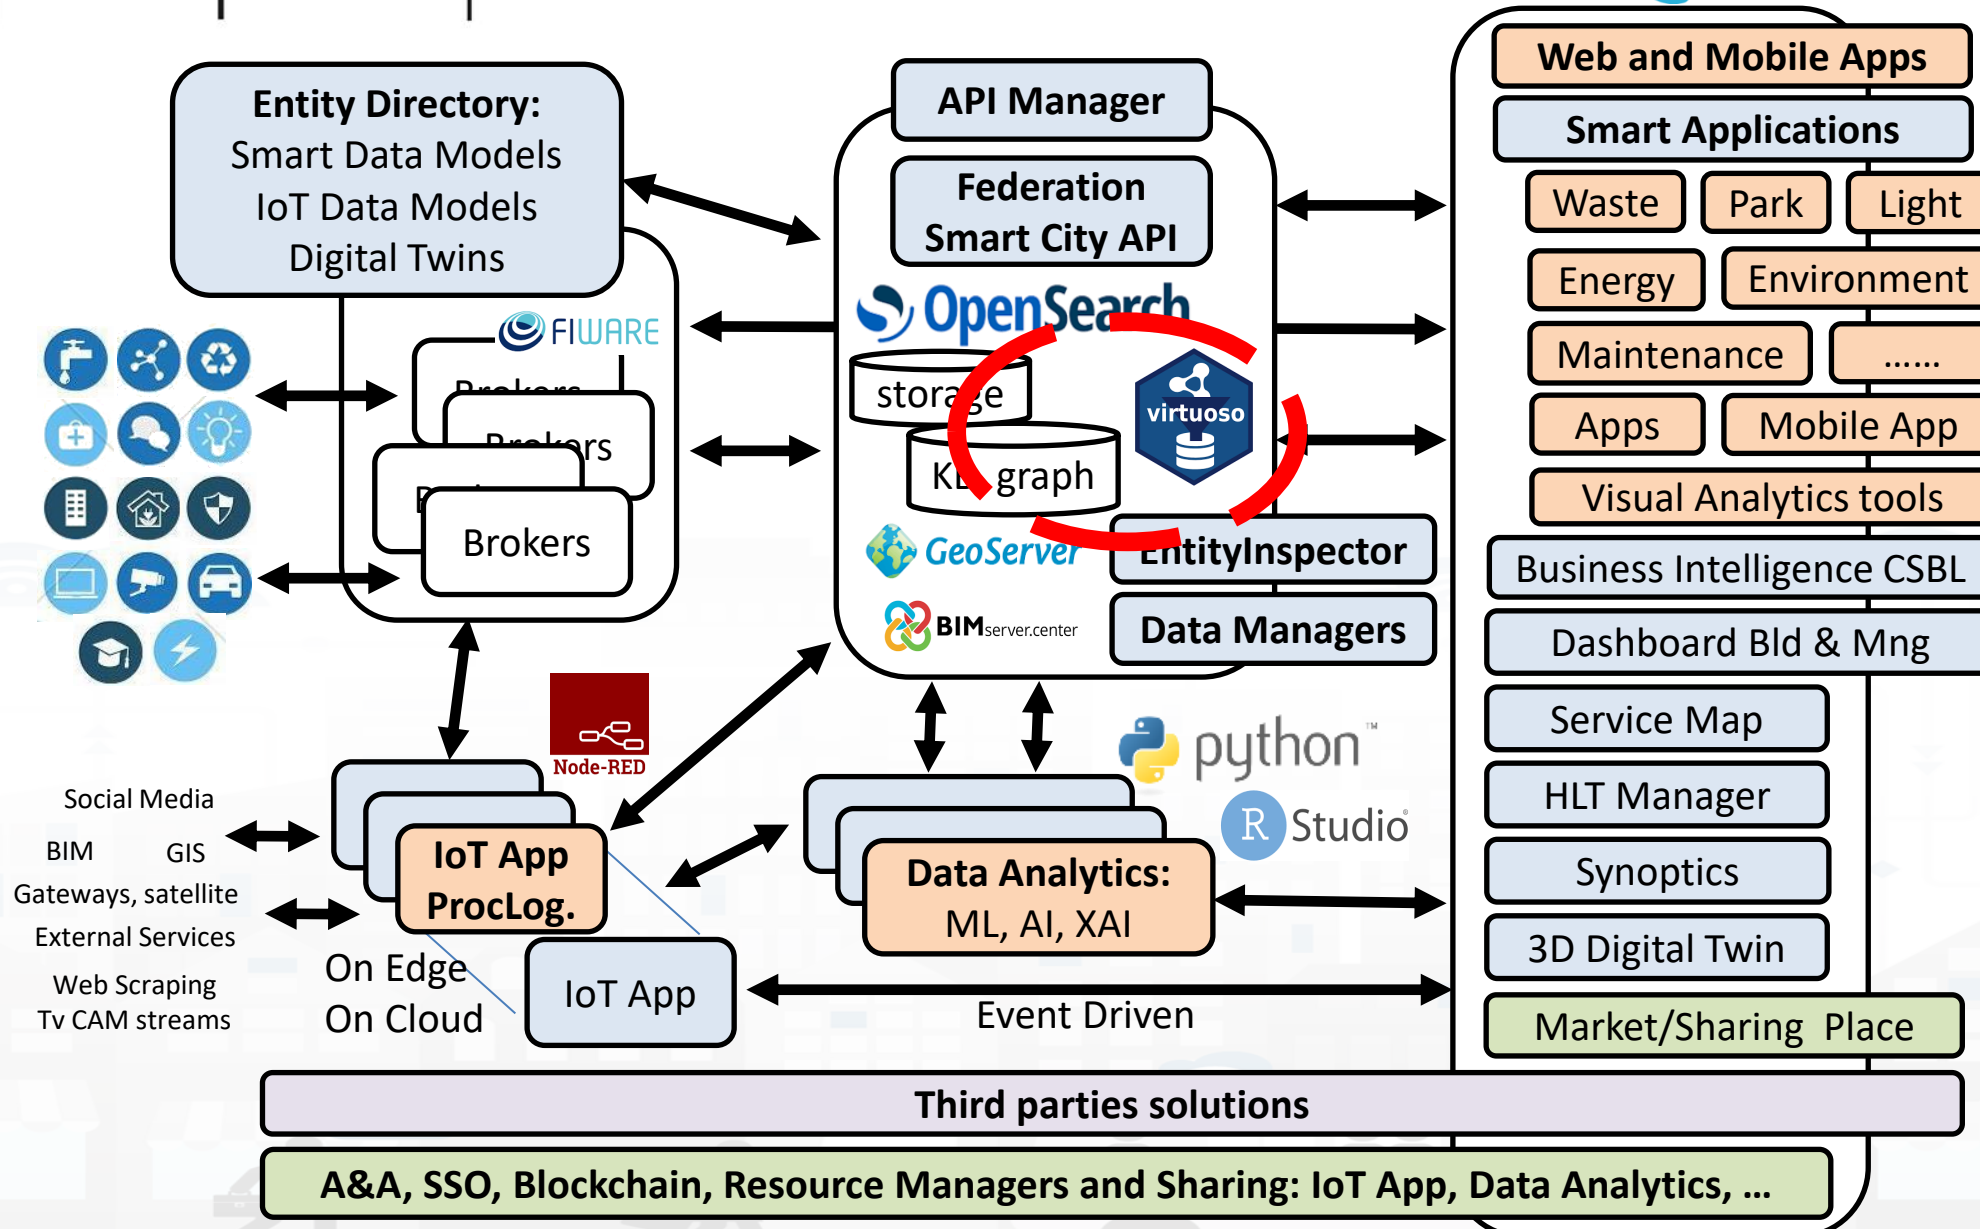 Entity Directory:
Smart Data Models
IoT Data Models
Digital Twins
FIWARE
Brokers
Brokers
Brokers
API Manager
Federation
Smart City API
OpenSearch
storage
virtuoso
graph
GeoServer
EntityInspector
BIMserver.center
Data Managers
Node-RED
python™
R Studio®
Social Media
BIM GIS
Gateways, satellite
External Services
Web Scraping
Tv CAM streams
IoT App
ProcLog.
On Edge
On Cloud
IoT App
Data Analytics:
ML, AI, XAI
Event Driven
Web and Mobile Apps
Smart Applications
Waste Park Light
Energy Environment
Maintenance ……
Apps Mobile App
Visual Analytics tools
Business Intelligence CSBL
Dashboard Bld & Mng
Service Map
HLT Manager
Synoptics
3D Digital Twin
Market/Sharing Place
Third parties solutions
A&A, SSO, Blockchain, Resource Managers and Sharing: IoT App, Data Analytics, ...